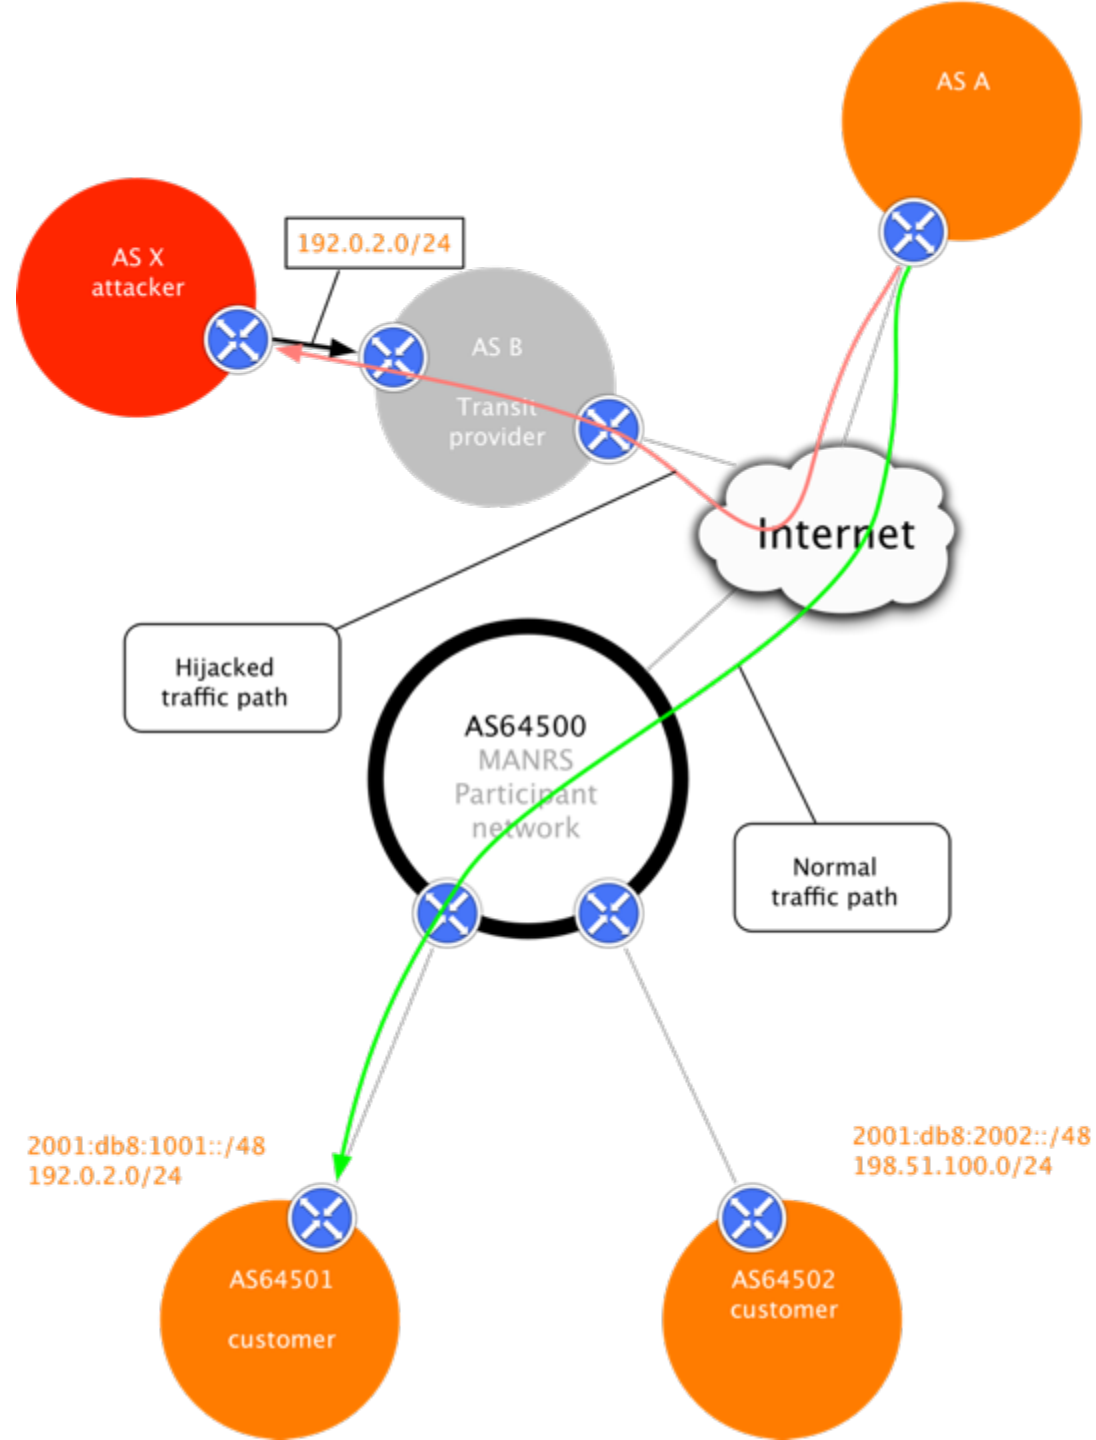 AS A
AS X
attacker
192.0.2.0/24
AS B
Transit
provider
Internet
Hijacked
traffic path
AS64500
MANRS
Participant
network
Normal
traffic path
2001:db8:1001::/48
192.0.2.0/24
2001:db8:2002::/48
198.51.100.0/24
AS64501
customer
AS64502
customer